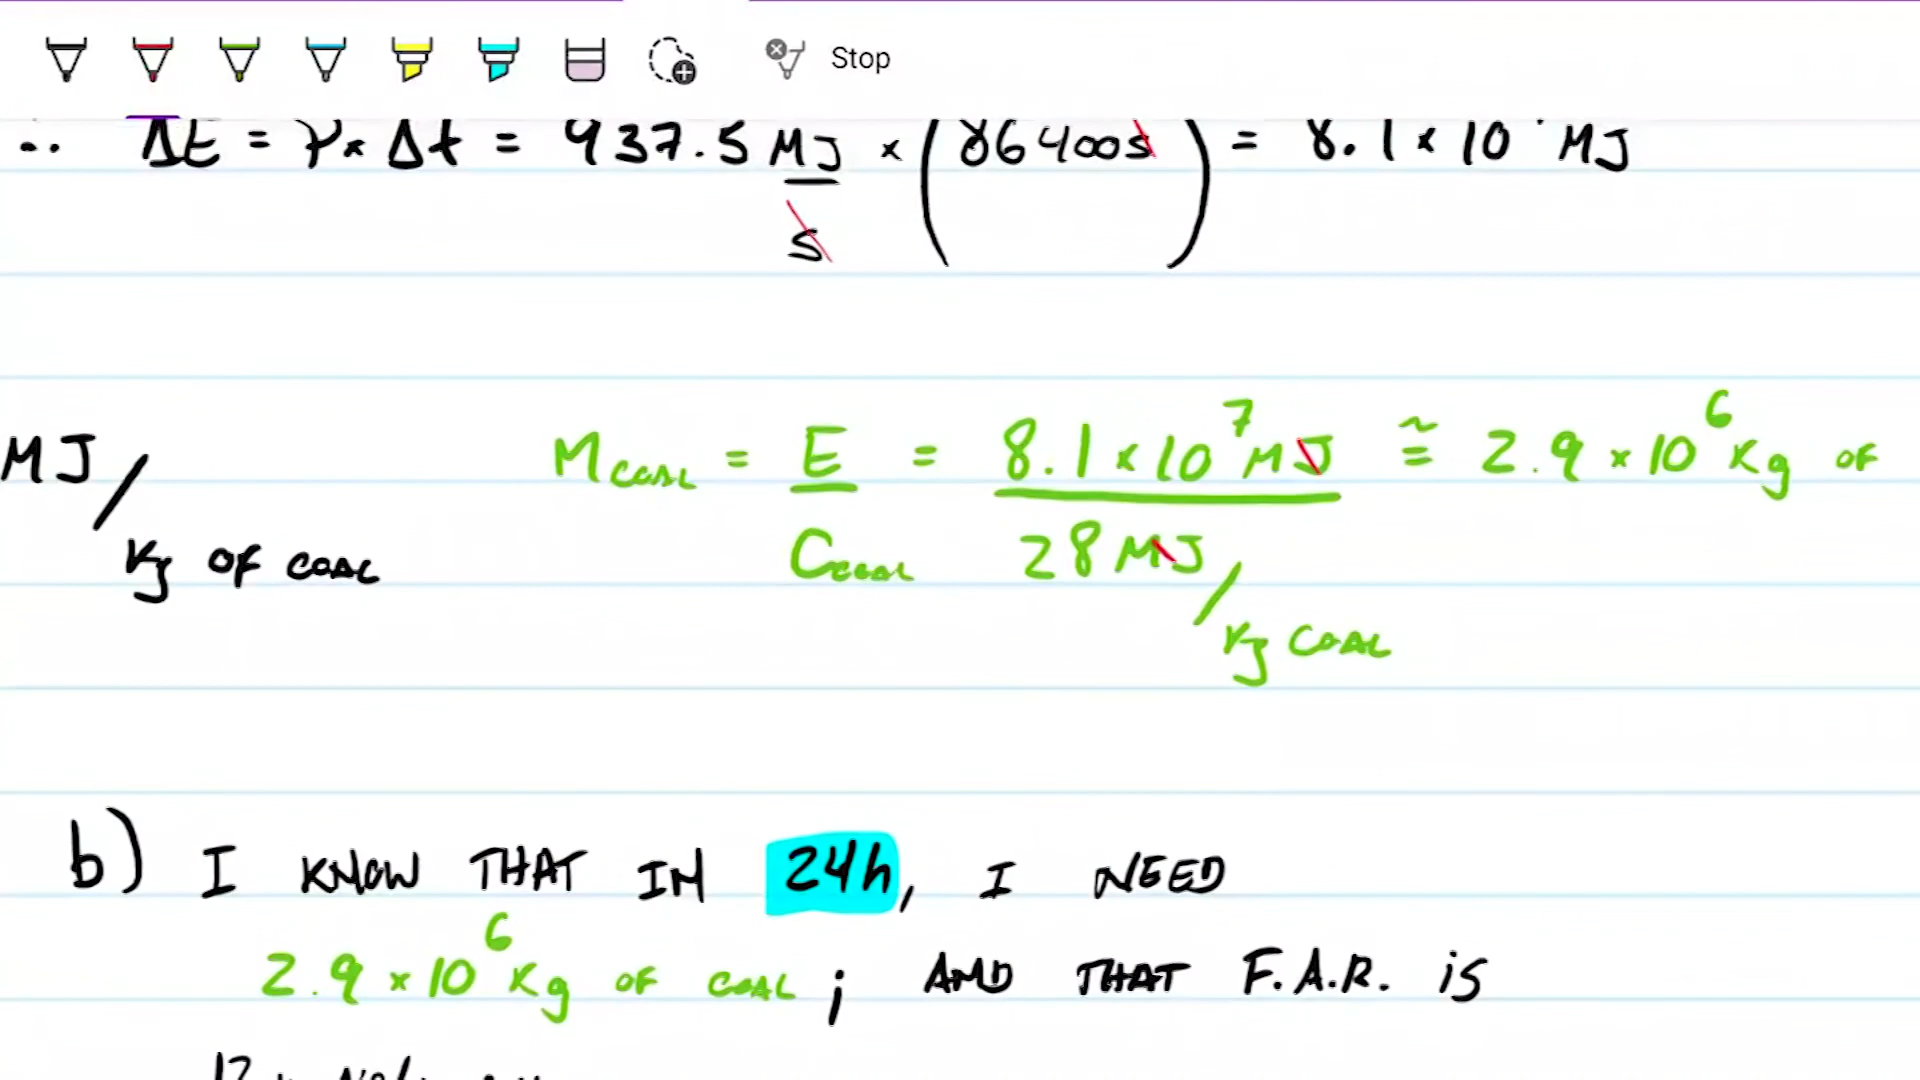 Stop
∴ ΔE = P × Δt = 937.5 MJ/s × (86400s) = 8.1 × 10 MJ
MJ/kg OF COAL
M COAL = E/C COAL = 8.1 × 10^7 MJ / 28 MJ/kg COAL ≅ 2.9 × 10^6 Kg OF
b) I KNOW THAT IN 24h, I NEED
2.9 × 10^6 Kg OF COAL ; AND THAT F.A.R. is